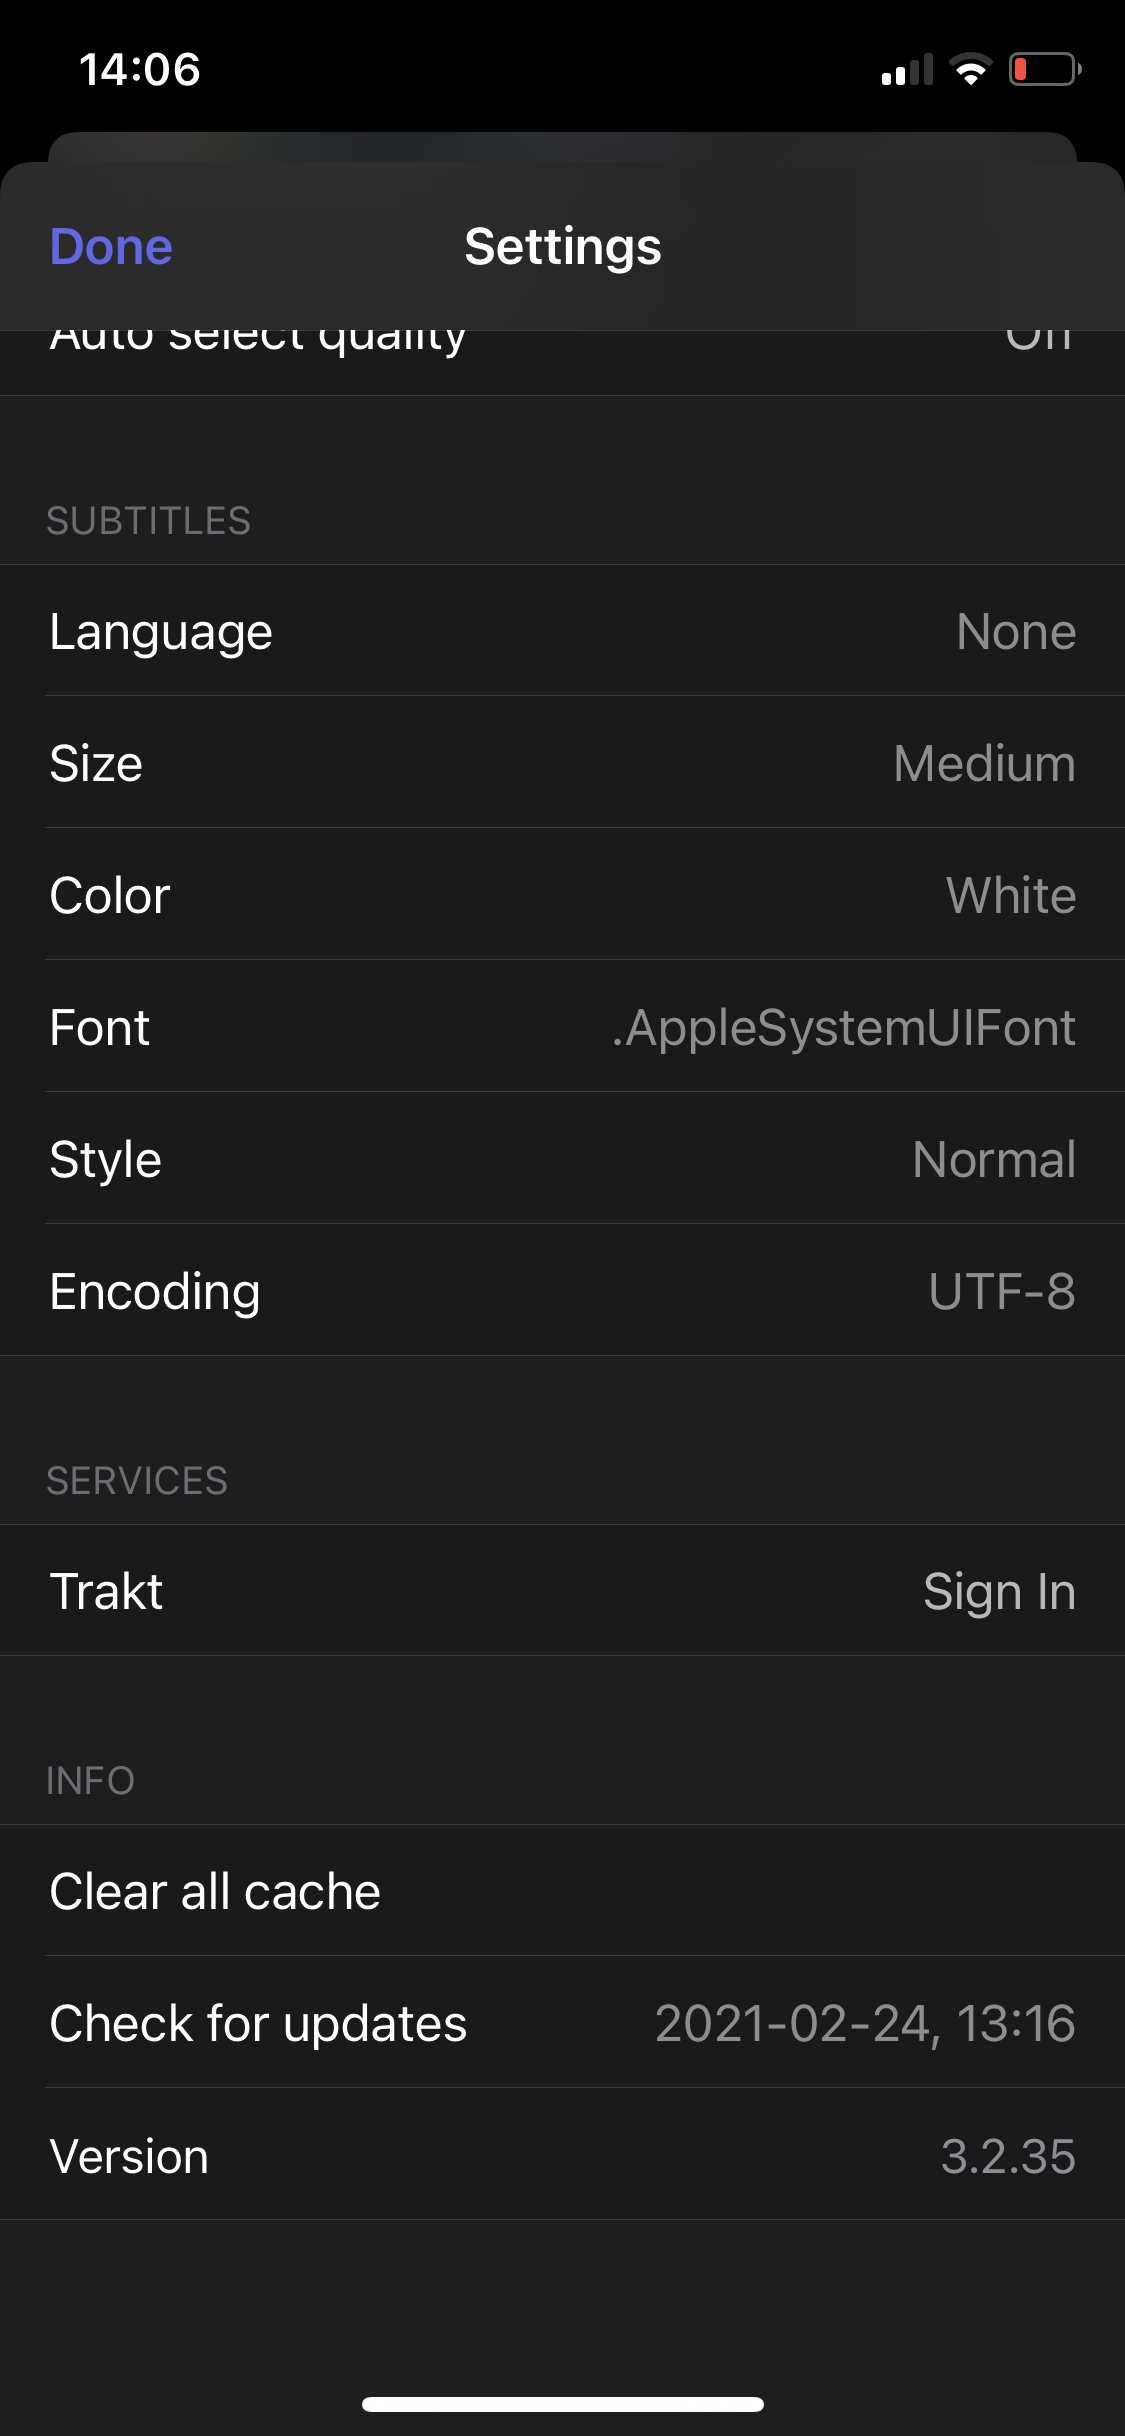 14:06
Done Settings
Auto select quality Off
SUBTITLES
Language None
Size Medium
Color White
Font .AppleSystemUIFont
Style Normal
Encoding UTF-8
SERVICES
Trakt Sign In
INFO
Clear all cache
Check for updates 2021-02-24, 13:16
Version 3.2.35